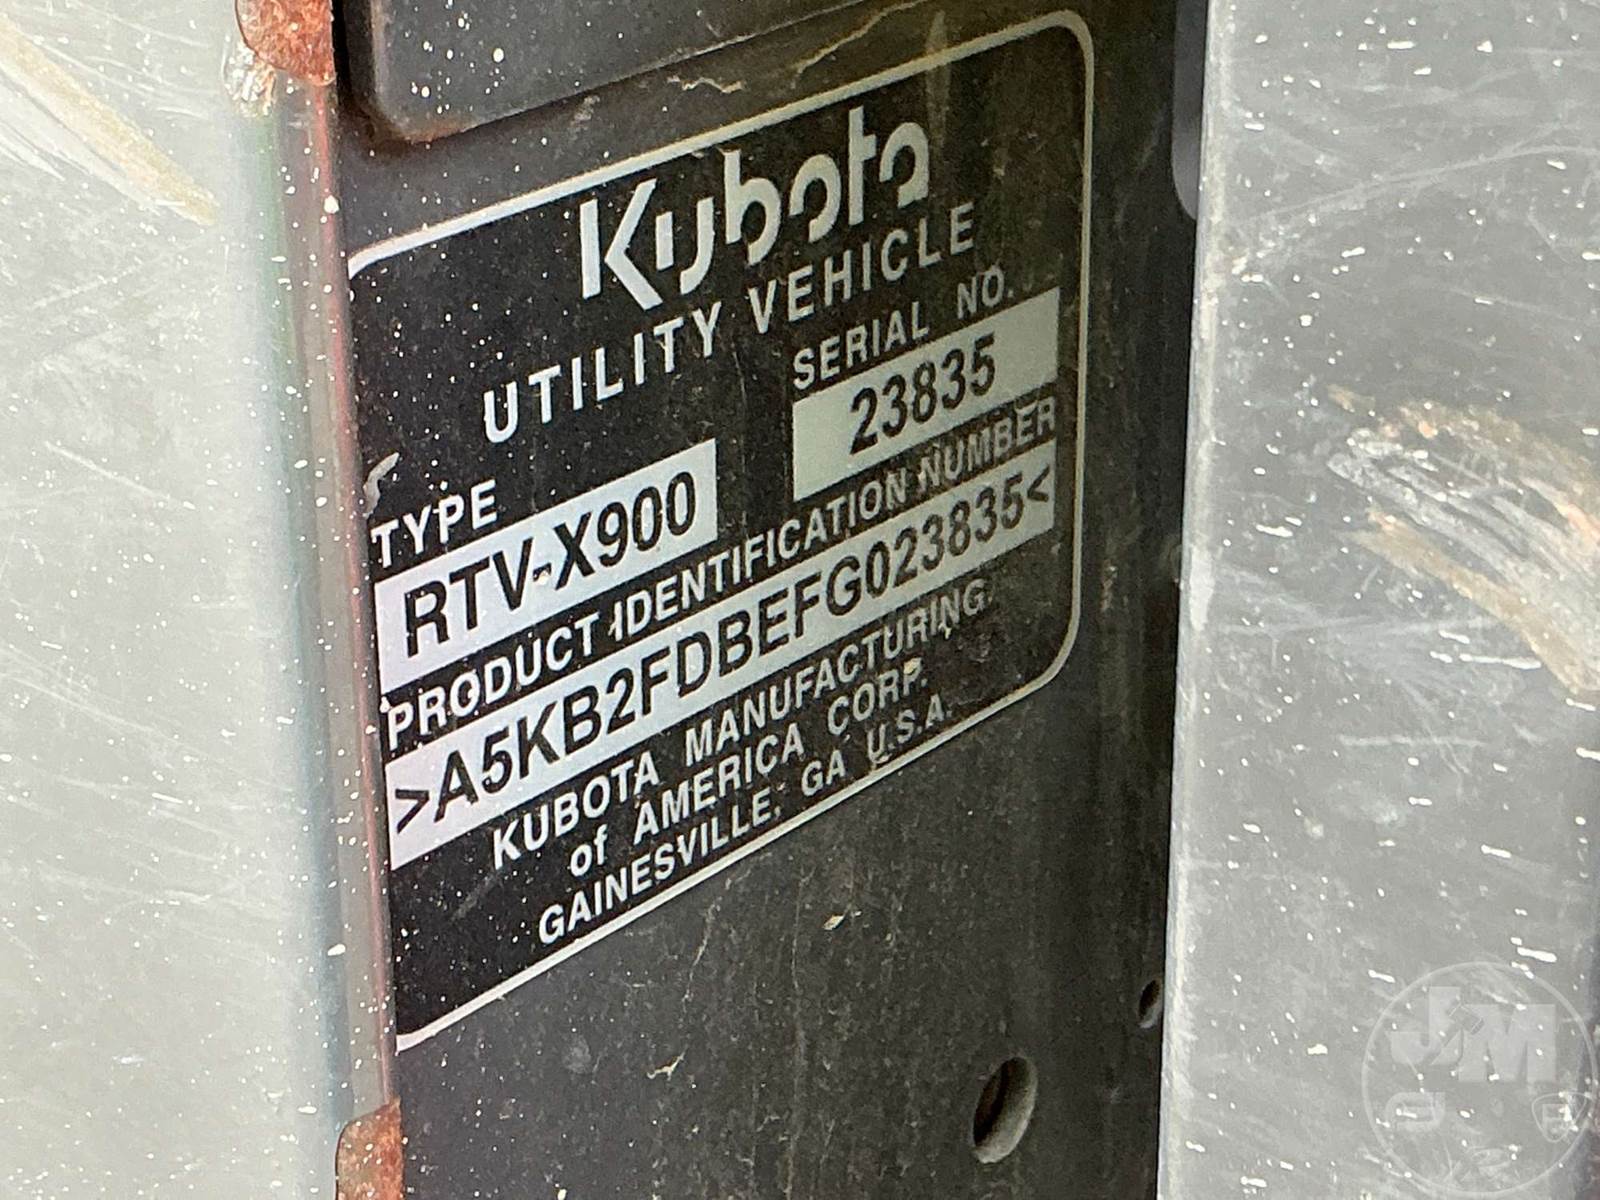 Kubota
UTILITY VEHICLE
SERIAL NO.
23835
TYPE
RTV-X900
PRODUCT IDENTIFICATION NUMBER
>A5KB2FDBEFG023835<
KUBOTA MANUFACTURING
of AMERICA CORP.
GAINESVILLE, GA U.S.A.
JM